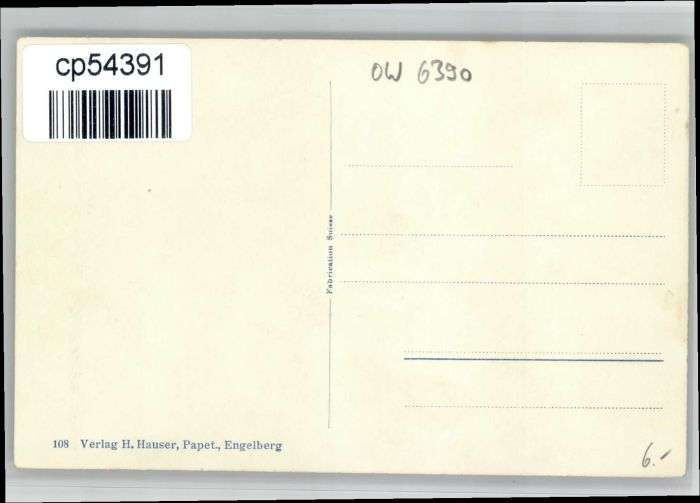 cp54391
OW 6390
Fabrication Suisse
108 Verlag H. Hauser, Papet., Engelberg
6.-